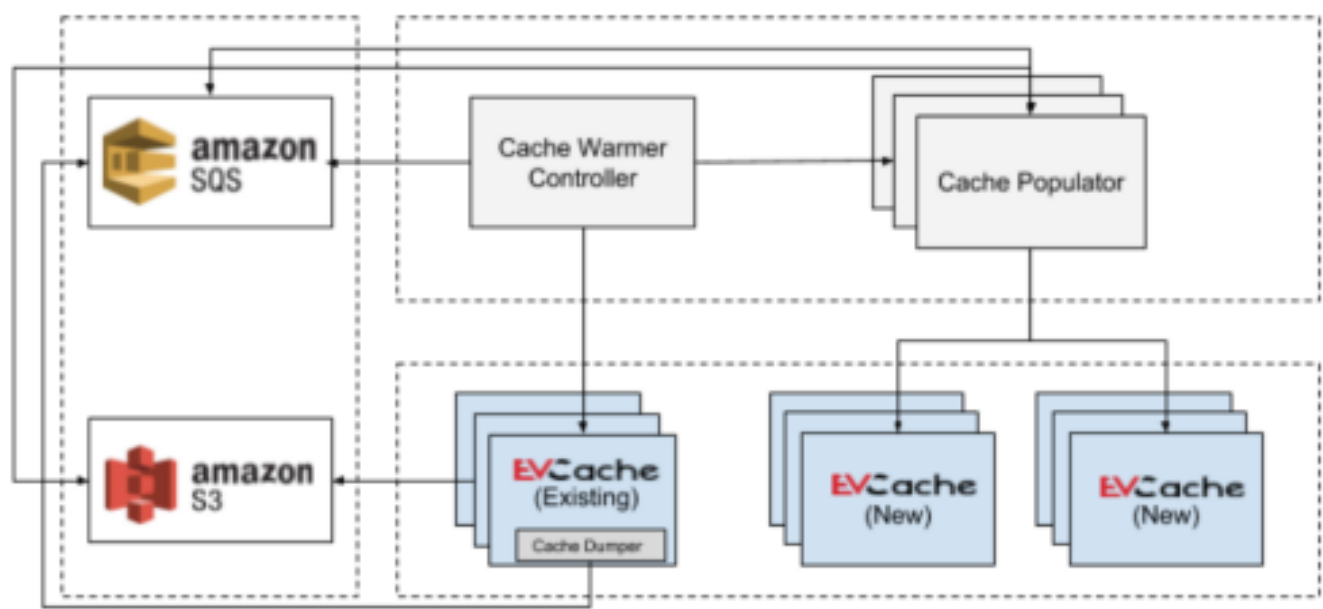 amazon
SQS
Cache Warmer
Controller
Cache Populator
amazon
S3
EVCache
(Existing)
Cache Dumper
EVCache
(New)
EVCache
(New)